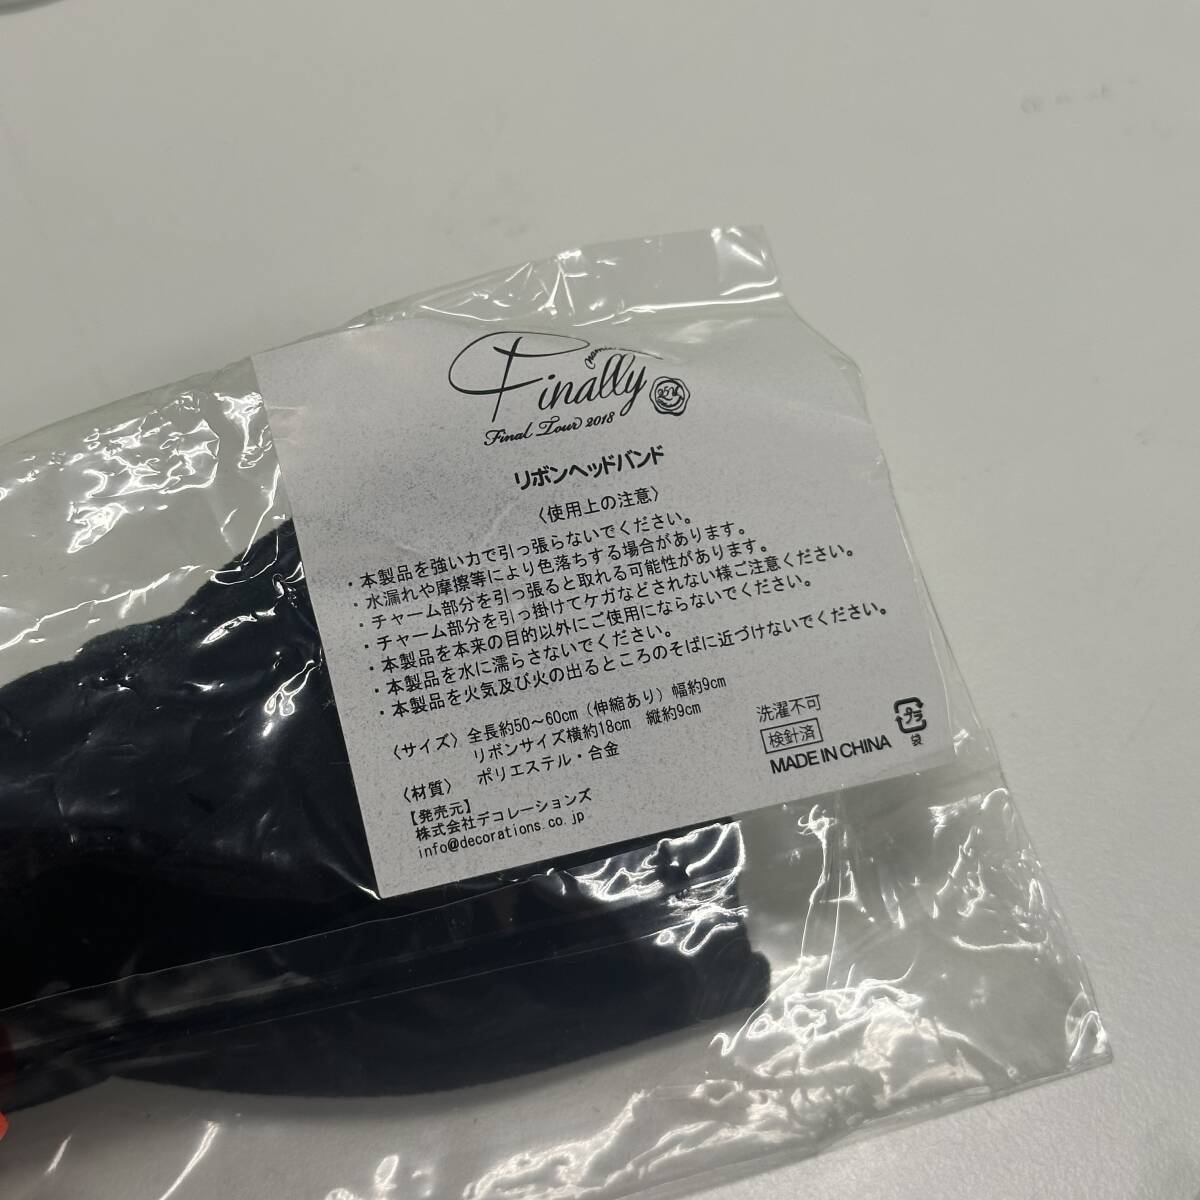 Finally
Final Tour 2018
リボンヘッドバンド
〈使用上の注意〉
・本製品を強い力で引っ張らないでください。
・水漏れや摩擦等により色落ちする場合があります。
・チャーム部分を引っ張ると取れる可能性があります。
・チャーム部分を引っ掛けてケガなどされない様ご注意ください。
・本製品を本来の目的以外にご使用にならないでください。
・本製品を水に濡らさないでください。
・本製品を火気及び火の出るところのそばに近づけないでください。
〈サイズ〉全長約50～60cm（伸縮あり）幅約9cm
リボンサイズ横約18cm 縦約9cm
〈材質〉 ポリエステル・合金
【発売元】
株式会社デコレーションズ
info@decorations.co.jp
洗濯不可
検針済
MADE IN CHINA
プラ
袋